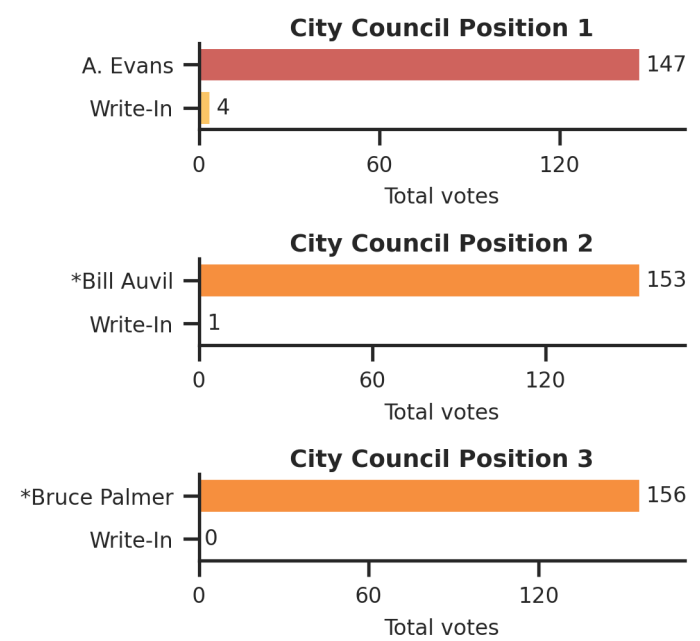 City Council Position 1
A. Evans 147
Write-In 4
0 60 120
Total votes
City Council Position 2
*Bill Auvil 153
Write-In 1
0 60 120
Total votes
City Council Position 3
*Bruce Palmer 156
Write-In 0
0 60 120
Total votes